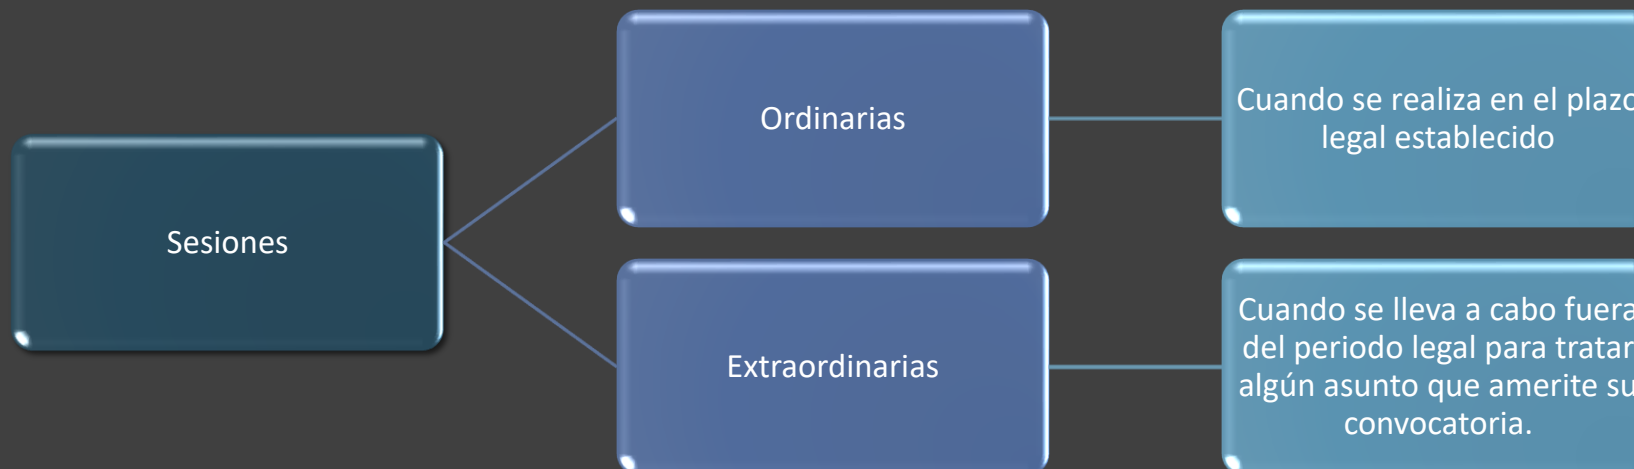 Sesiones
Ordinarias
Cuando se realiza en el plazo
legal establecido
Extraordinarias
Cuando se lleva a cabo fuera
del periodo legal para tratar
algún asunto que amerite su
convocatoria.